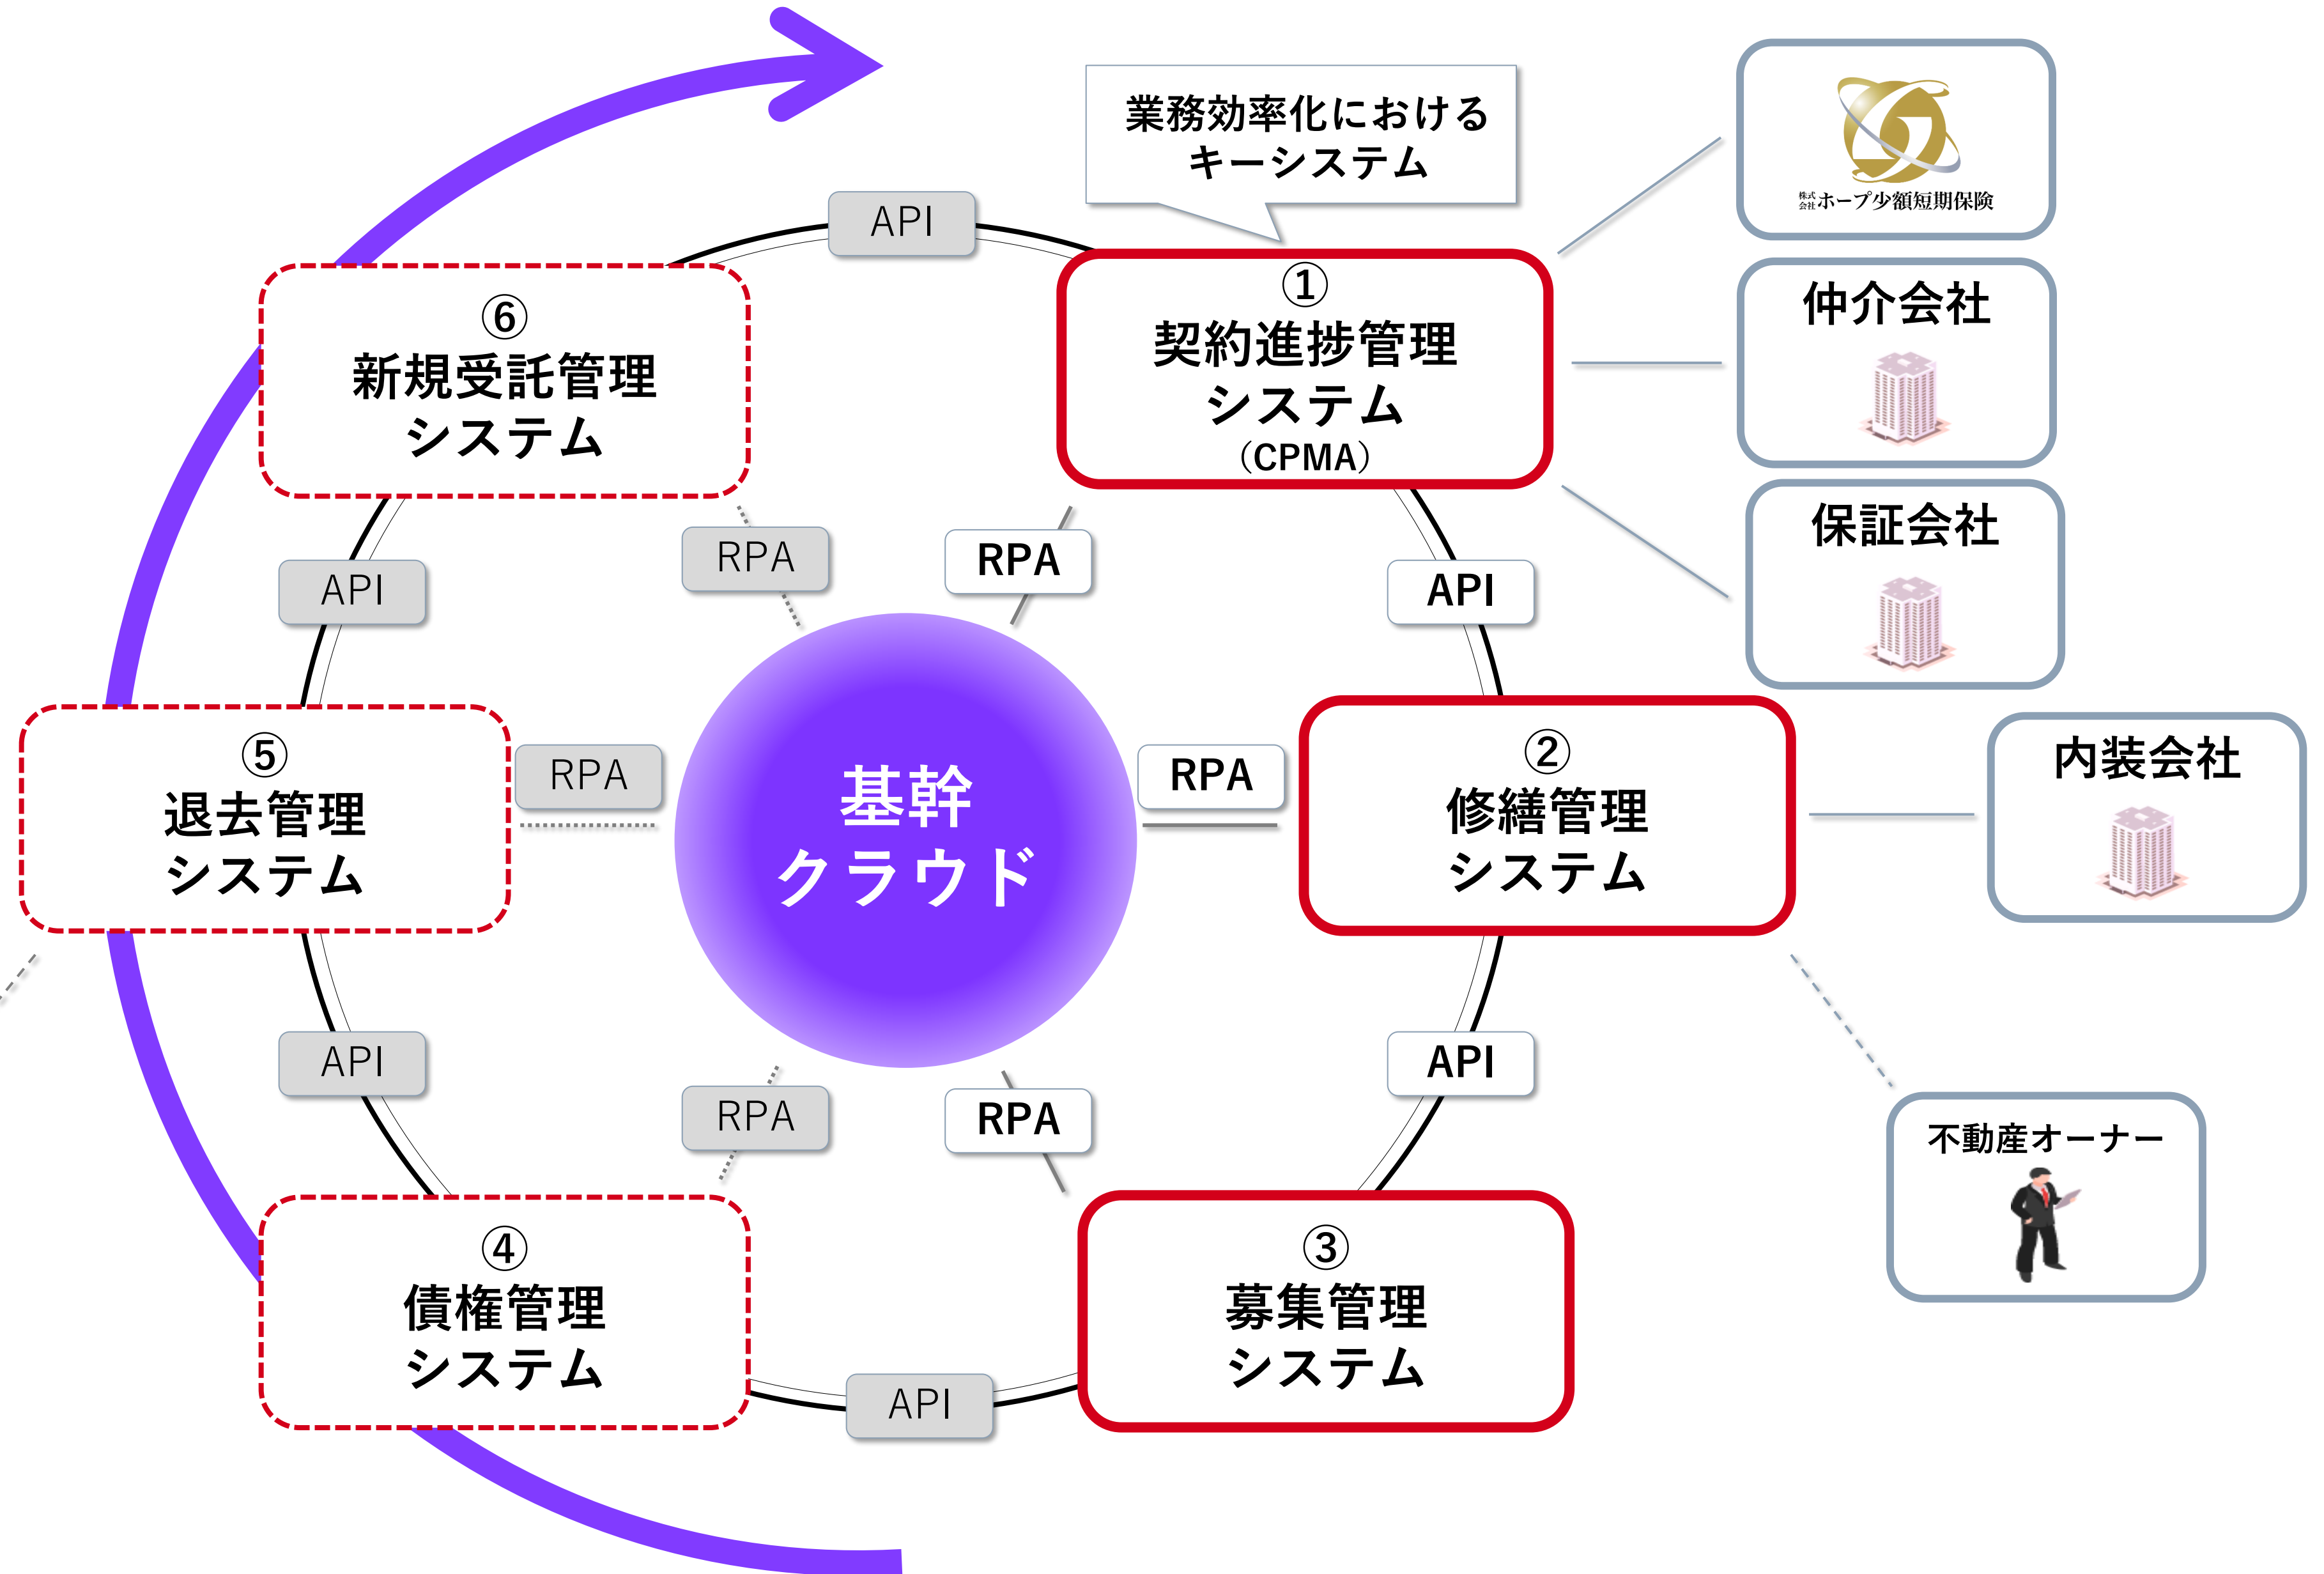 業務効率化における
キーシステム
株式
会社
ホープ少額短期保険
API
①
契約進捗管理
システム
（CPMA）
仲介会社
⑥
新規受託管理
システム
保証会社
RPA
RPA
API
API
⑤
退去管理
システム
RPA
基幹
クラウド
RPA
②
修繕管理
システム
内装会社
API
API
RPA
RPA
不動産オーナー
④
債権管理
システム
③
募集管理
システム
API